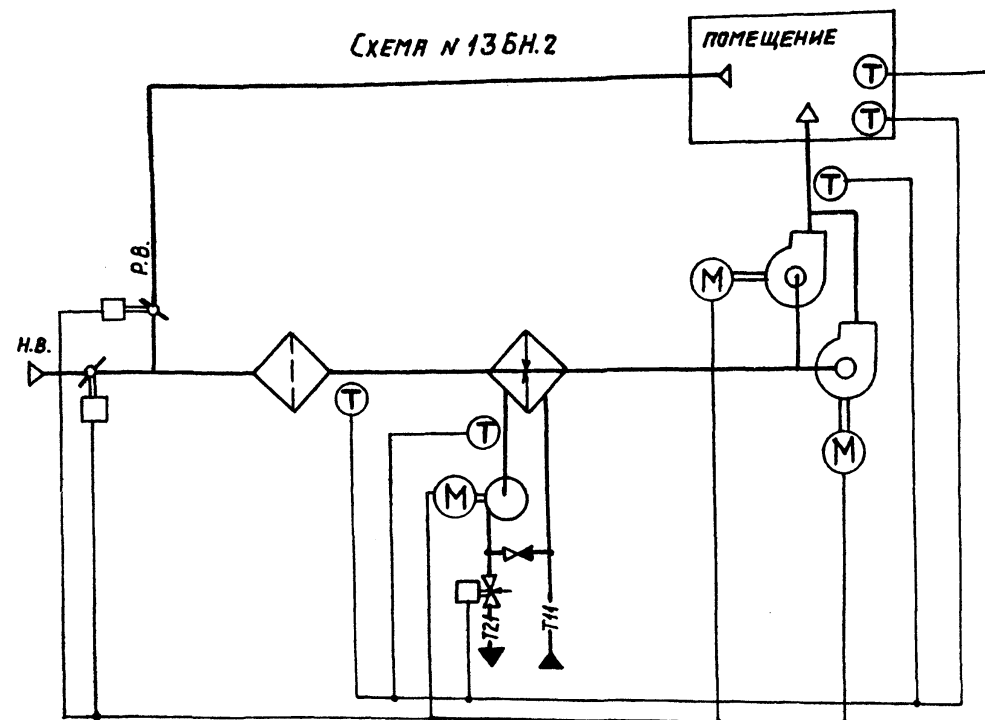 СХЕМА N 13БН.2
ПОМЕЩЕНИЕ
Т
Т
Т
Р.В.
М
Н.В.
Т
Т
М
М
Т21
Т11